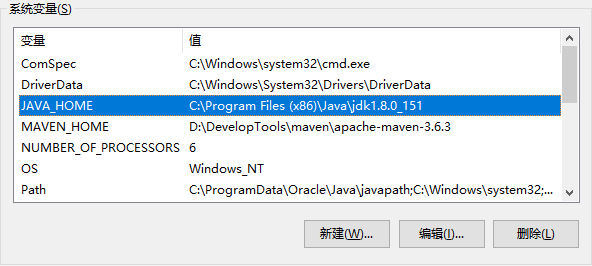 系统变量(S)
变量 值
ComSpec C:\Windows\system32\cmd.exe
DriverData C:\Windows\System32\Drivers\DriverData
JAVA_HOME C:\Program Files (x86)\Java\jdk1.8.0_151
MAVEN_HOME D:\DevelopTools\maven\apache-maven-3.6.3
NUMBER_OF_PROCESSORS 6
OS Windows_NT
Path C:\ProgramData\Oracle\Java\javapath;C:\Windows\system32;...
新建(W)... 编辑(I)... 删除(L)